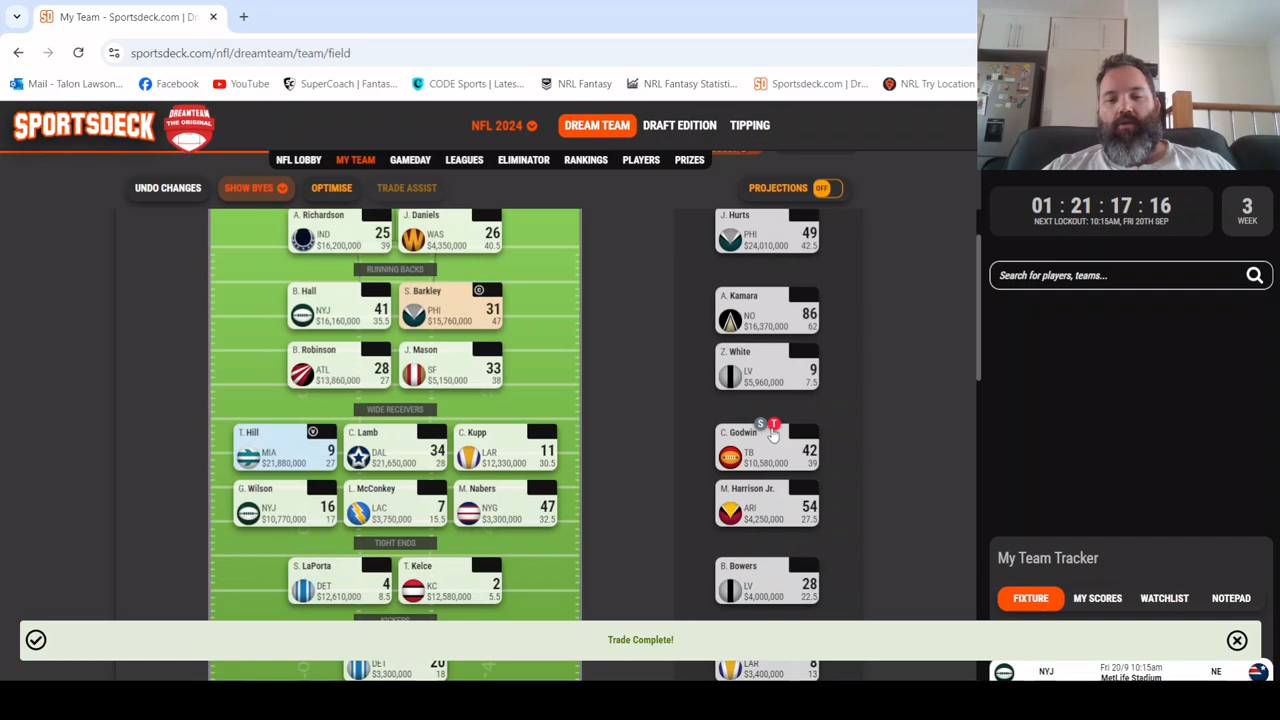 My Team - Sportsdeck.com | Dr
sportsdeck.com/nfl/dreamteam/team/field
Mail - Talon Lawson... Facebook YouTube SuperCoach | Fantas... CODE Sports | Lates... NRL Fantasy NRL Fantasy Statisti... Sportsdeck.com | Dr... NRL Try Location
SPORTSDECK DREAMTEAM THE ORIGINAL NFL 2024 DREAM TEAM DRAFT EDITION TIPPING
NFL LOBBY MY TEAM GAMEDAY LEAGUES ELIMINATOR RANKINGS PLAYERS PRIZES
UNDO CHANGES SHOW BYES OPTIMISE TRADE ASSIST PROJECTIONS OFF
A. Richardson IND 25 $16,200,000 39
J. Daniels WAS 26 $4,350,000 40.5
J. Hurts PHI 49 $24,010,000 42.5
RUNNING BACKS
B. Hall NYJ 41 $16,160,000 35.5
S. Barkley C PHI 31 $15,760,000 47
A. Kamara NO 86 $16,370,000 62
B. Robinson ATL 28 $13,860,000 27
J. Mason SF 33 $5,150,000 38
Z. White LV 9 $5,960,000 7.5
WIDE RECEIVERS
T. Hill V MIA 9 $21,880,000 27
C. Lamb DAL 34 $21,650,000 28
C. Kupp LAR 11 $12,330,000 30.5
C. Godwin S T TB 42 $10,580,000 39
G. Wilson NYJ 16 $10,770,000 17
L. McConkey LAC 7 $3,750,000 15.5
M. Nabers NYG 47 $3,300,000 32.5
M. Harrison Jr. ARI 54 $4,250,000 27.5
TIGHT ENDS
S. LaPorta DET 4 $12,610,000 8.5
T. Kelce KC 2 $12,580,000 5.5
B. Bowers LV 28 $4,000,000 22.5
KICKERS
Trade Complete!
DET 20 $3,300,000 18
LAR 8 $3,400,000 13
01 : 21 : 17 : 16
NEXT LOCKOUT: 10:15AM, FRI 20TH SEP
3
WEEK
Search for players, teams...
My Team Tracker
FIXTURE MY SCORES WATCHLIST NOTEPAD
NYJ Fri 20/9 10:15am NE
MetLife Stadium